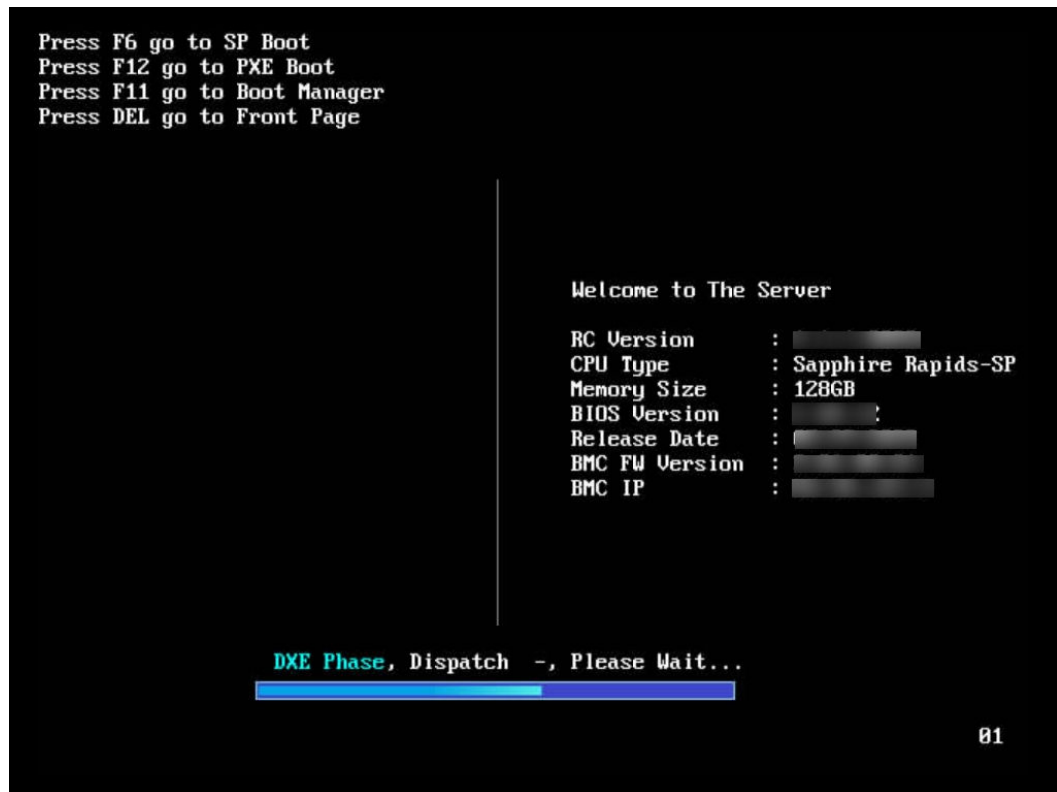 Press F6 go to SP Boot
Press F12 go to PXE Boot
Press F11 go to Boot Manager
Press DEL go to Front Page
Welcome to The Server
RC Version :
CPU Type : Sapphire Rapids-SP
Memory Size : 128GB
BIOS Version :
Release Date :
BMC FW Version :
BMC IP :
DXE Phase, Dispatch -, Please Wait...
01